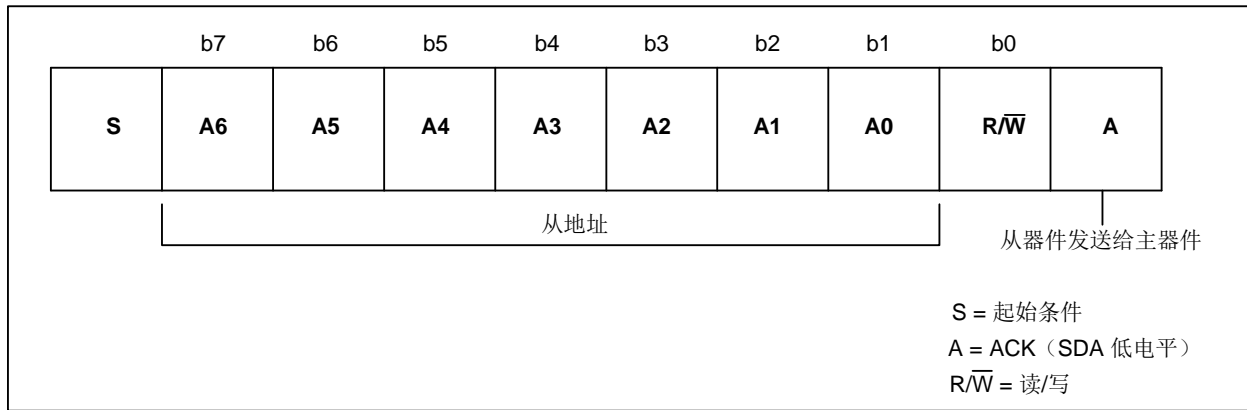 b7 b6 b5 b4 b3 b2 b1 b0
S A6 A5 A4 A3 A2 A1 A0 R/W̅ A
从地址
从器件发送给主器件
S = 起始条件
A = ACK（SDA 低电平）
R/W̅ = 读/写